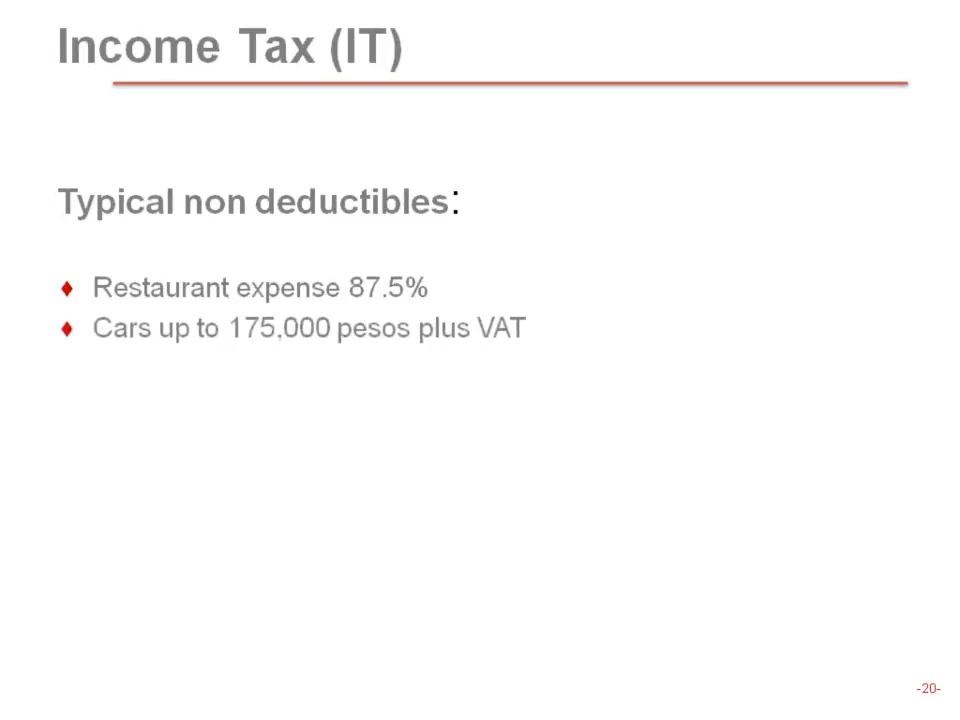 Income Tax (IT)
Typical non deductibles:
Restaurant expense 87.5%
Cars up to 175,000 pesos plus VAT
-20-